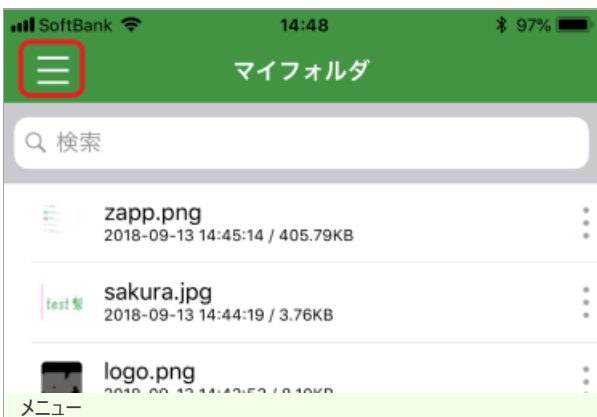 SoftBank 14:48 97%
マイフォルダ
検索
zapp.png
2018-09-13 14:45:14 / 405.79KB
test
sakura.jpg
2018-09-13 14:44:19 / 3.76KB
logo.png
メニュー